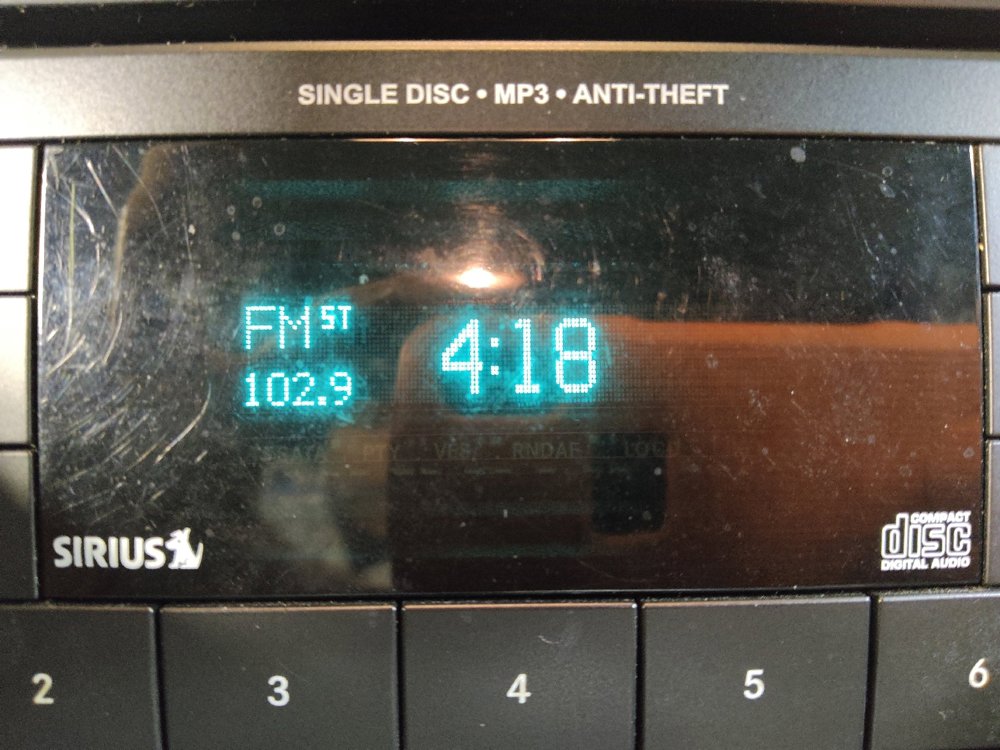 SINGLE DISC • MP3 • ANTI-THEFT
FM ST 4:18
102.9
RNDAF
SIRIUS
COMPACT
disc
DIGITAL AUDIO
2 3 4 5 6